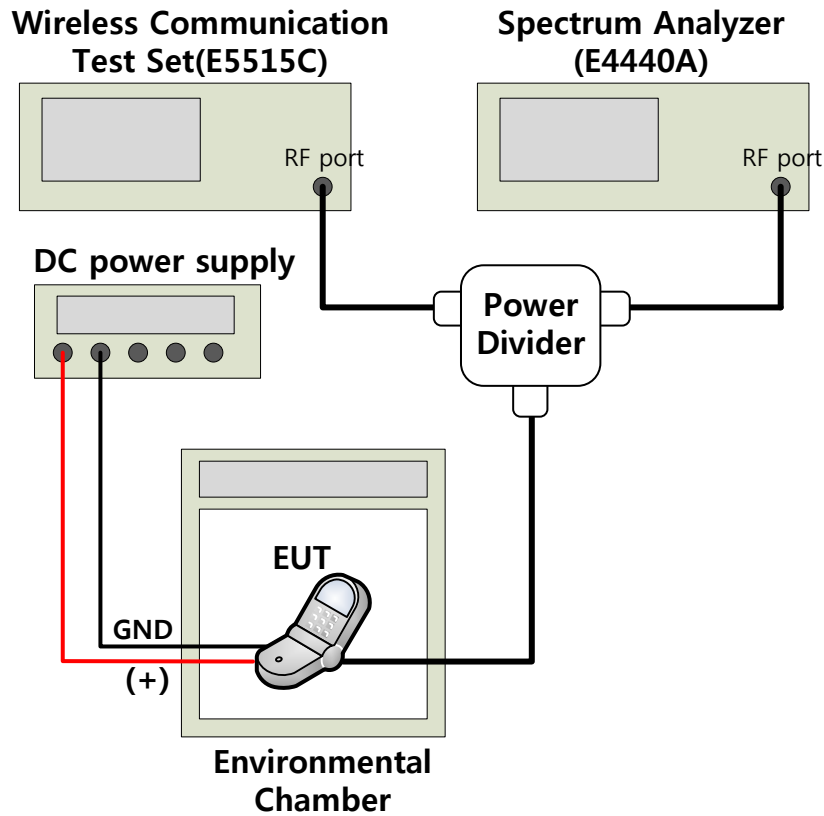 Wireless Communication
Test Set(E5515C)
Spectrum Analyzer
(E4440A)
RF port
RF port
DC power supply
Power
Divider
EUT
GND
(+)
Environmental
Chamber